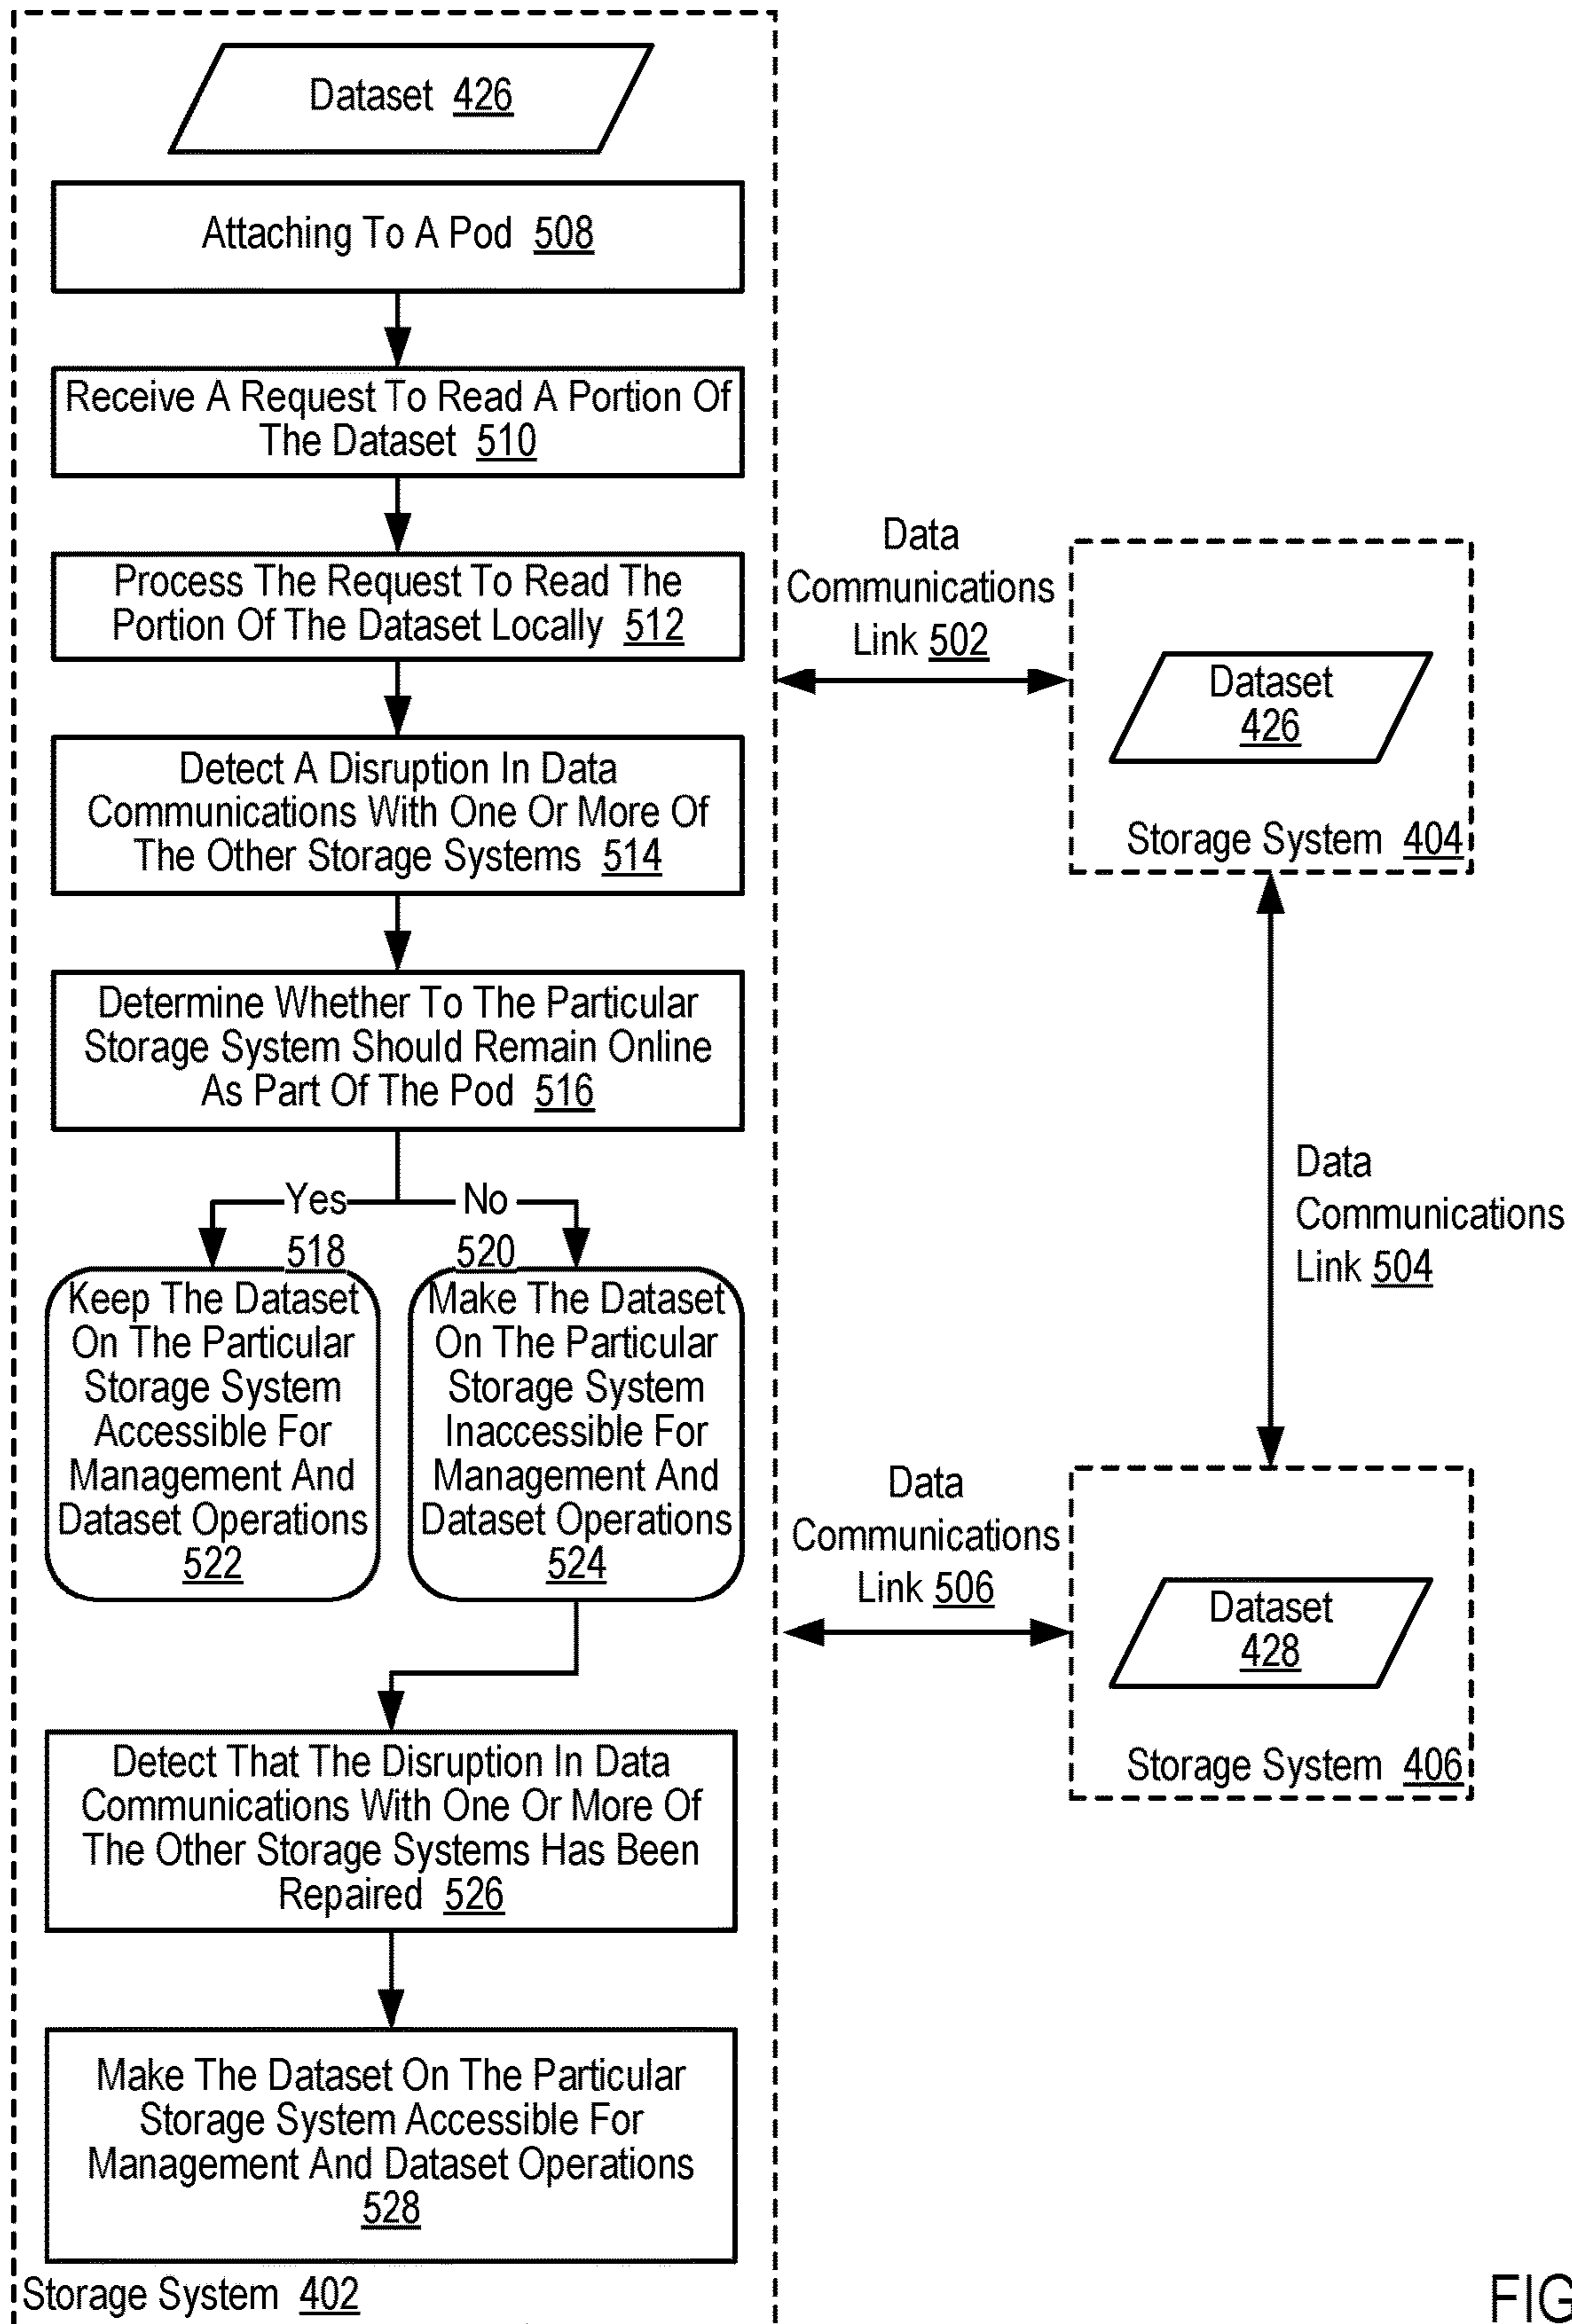 Dataset 426
Attaching To A Pod 508
Receive A Request To Read A Portion Of
The Dataset 510
Process The Request To Read The
Portion Of The Dataset Locally 512
Detect A Disruption In Data
Communications With One Or More Of
The Other Storage Systems 514
Determine Whether To The Particular
Storage System Should Remain Online
As Part Of The Pod 516
Yes
518
No
520
Keep The Dataset
On The Particular
Storage System
Accessible For
Management And
Dataset Operations
522
Make The Dataset
On The Particular
Storage System
Inaccessible For
Management And
Dataset Operations
524
Detect That The Disruption In Data
Communications With One Or More Of
The Other Storage Systems Has Been
Repaired 526
Make The Dataset On The Particular
Storage System Accessible For
Management And Dataset Operations
528
Storage System 402
Data
Communications
Link 502
Dataset
426
Storage System 404
Data
Communications
Link 504
Data
Communications
Link 506
Dataset
428
Storage System 406
FIG